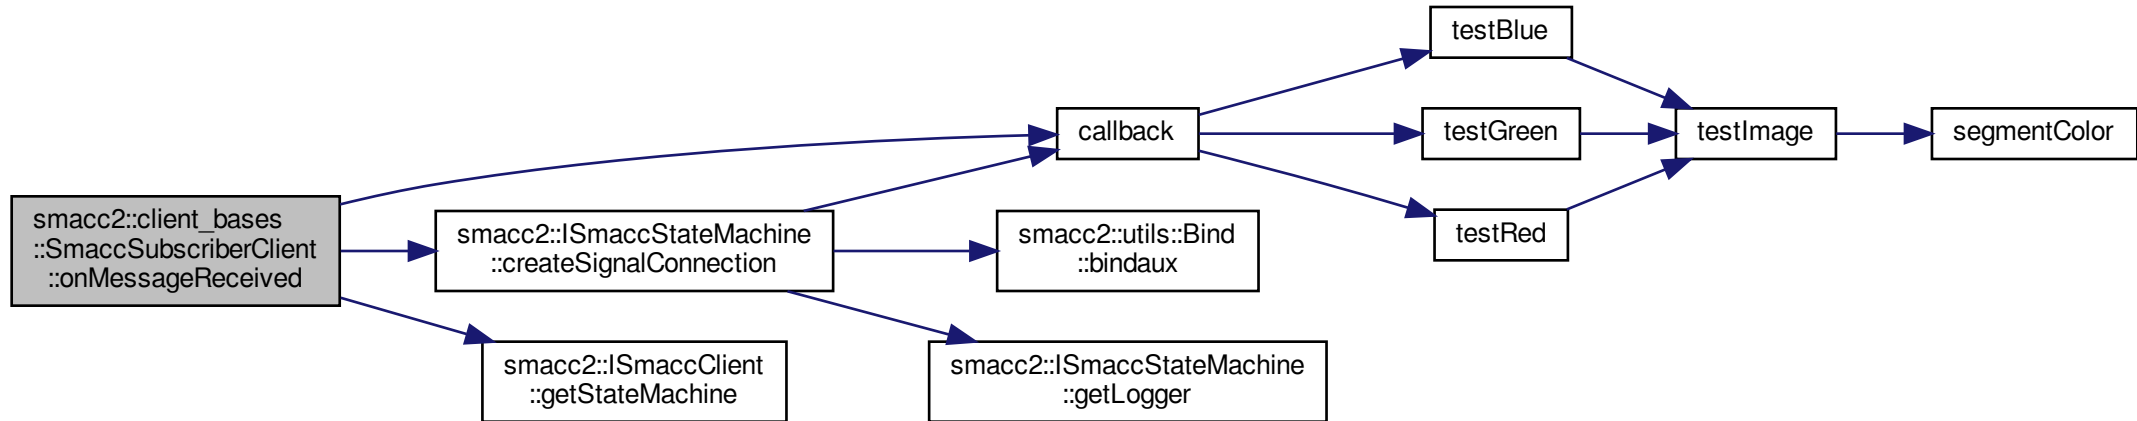 smacc2::client_bases
::SmaccSubscriberClient
::onMessageReceived
smacc2::ISmaccStateMachine
::createSignalConnection
smacc2::ISmaccClient
::getStateMachine
callback
smacc2::utils::Bind
::bindaux
smacc2::ISmaccStateMachine
::getLogger
testBlue
testGreen
testRed
testImage
segmentColor